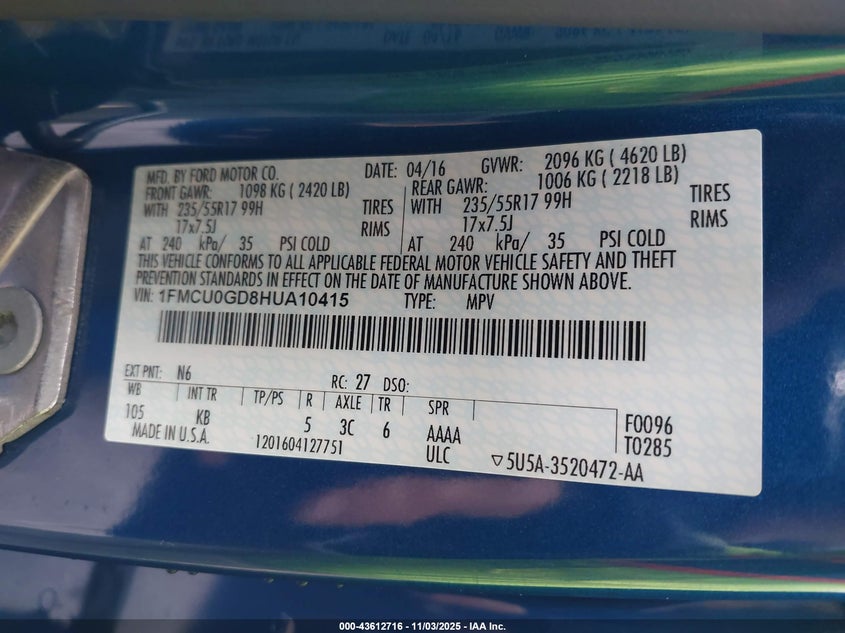 MFD. BY FORD MOTOR CO. DATE: 04/16 GVWR: 2096 KG ( 4620 LB)
FRONT GAWR: 1098 KG ( 2420 LB) REAR GAWR: 1006 KG ( 2218 LB)
WITH 235/55R17 99H TIRES WITH 235/55R17 99H TIRES
17x7.5J RIMS 17x7.5J RIMS
AT 240 kPa/ 35 PSI COLD AT 240 kPa/ 35 PSI COLD
THIS VEHICLE CONFORMS TO ALL APPLICABLE FEDERAL MOTOR VEHICLE SAFETY AND THEFT
PREVENTION STANDARDS IN EFFECT ON THE DATE OF MANUFACTURE SHOWN ABOVE.
VIN: 1FMCU0GD8HUA10415 TYPE: MPV
EXT PNT: N6 RC: 27 DSO:
WB INT TR TP/PS R AXLE TR SPR
105 KB 5 3C 6 AAAA F0096
MADE IN U.S.A. 1201604127751 ULC T0285
▽5U5A-3520472-AA
000-43612716 - 11/03/2025 - IAA Inc.